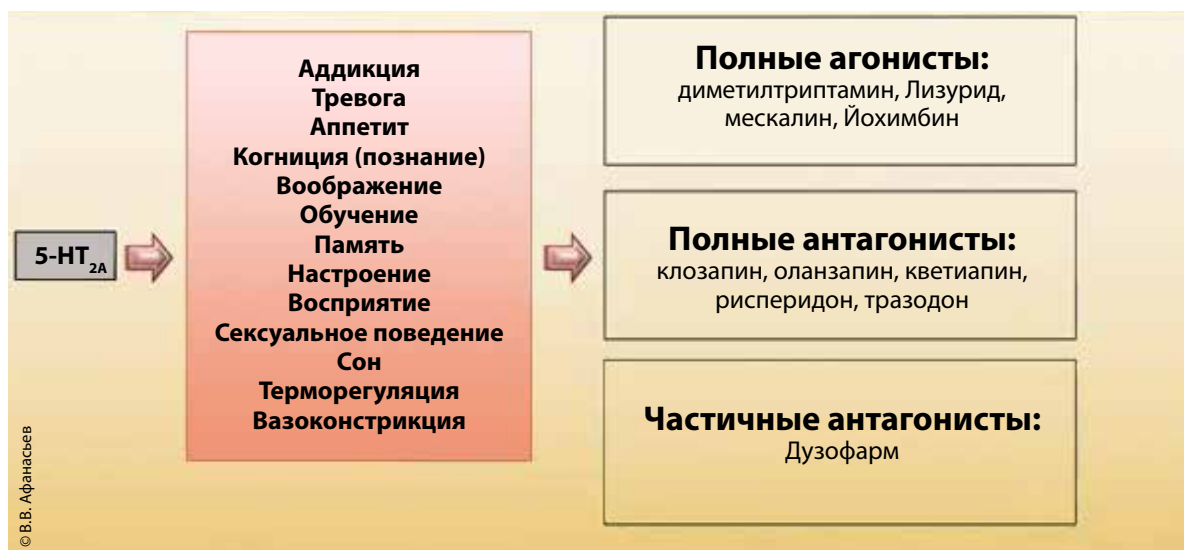 5-HT2A
Аддикция
Тревога
Аппетит
Когниция (познание)
Воображение
Обучение
Память
Настроение
Восприятие
Сексуальное поведение
Сон
Терморегуляция
Вазоконстрикция
Полные агонисты:
диметилтриптамин, Лизурид,
мескалин, Йохимбин
Полные антагонисты:
клозапин, оланзапин, кветиапин,
рисперидон, тразодон
Частичные антагонисты:
Дузофарм
© В.В. Афанасьев